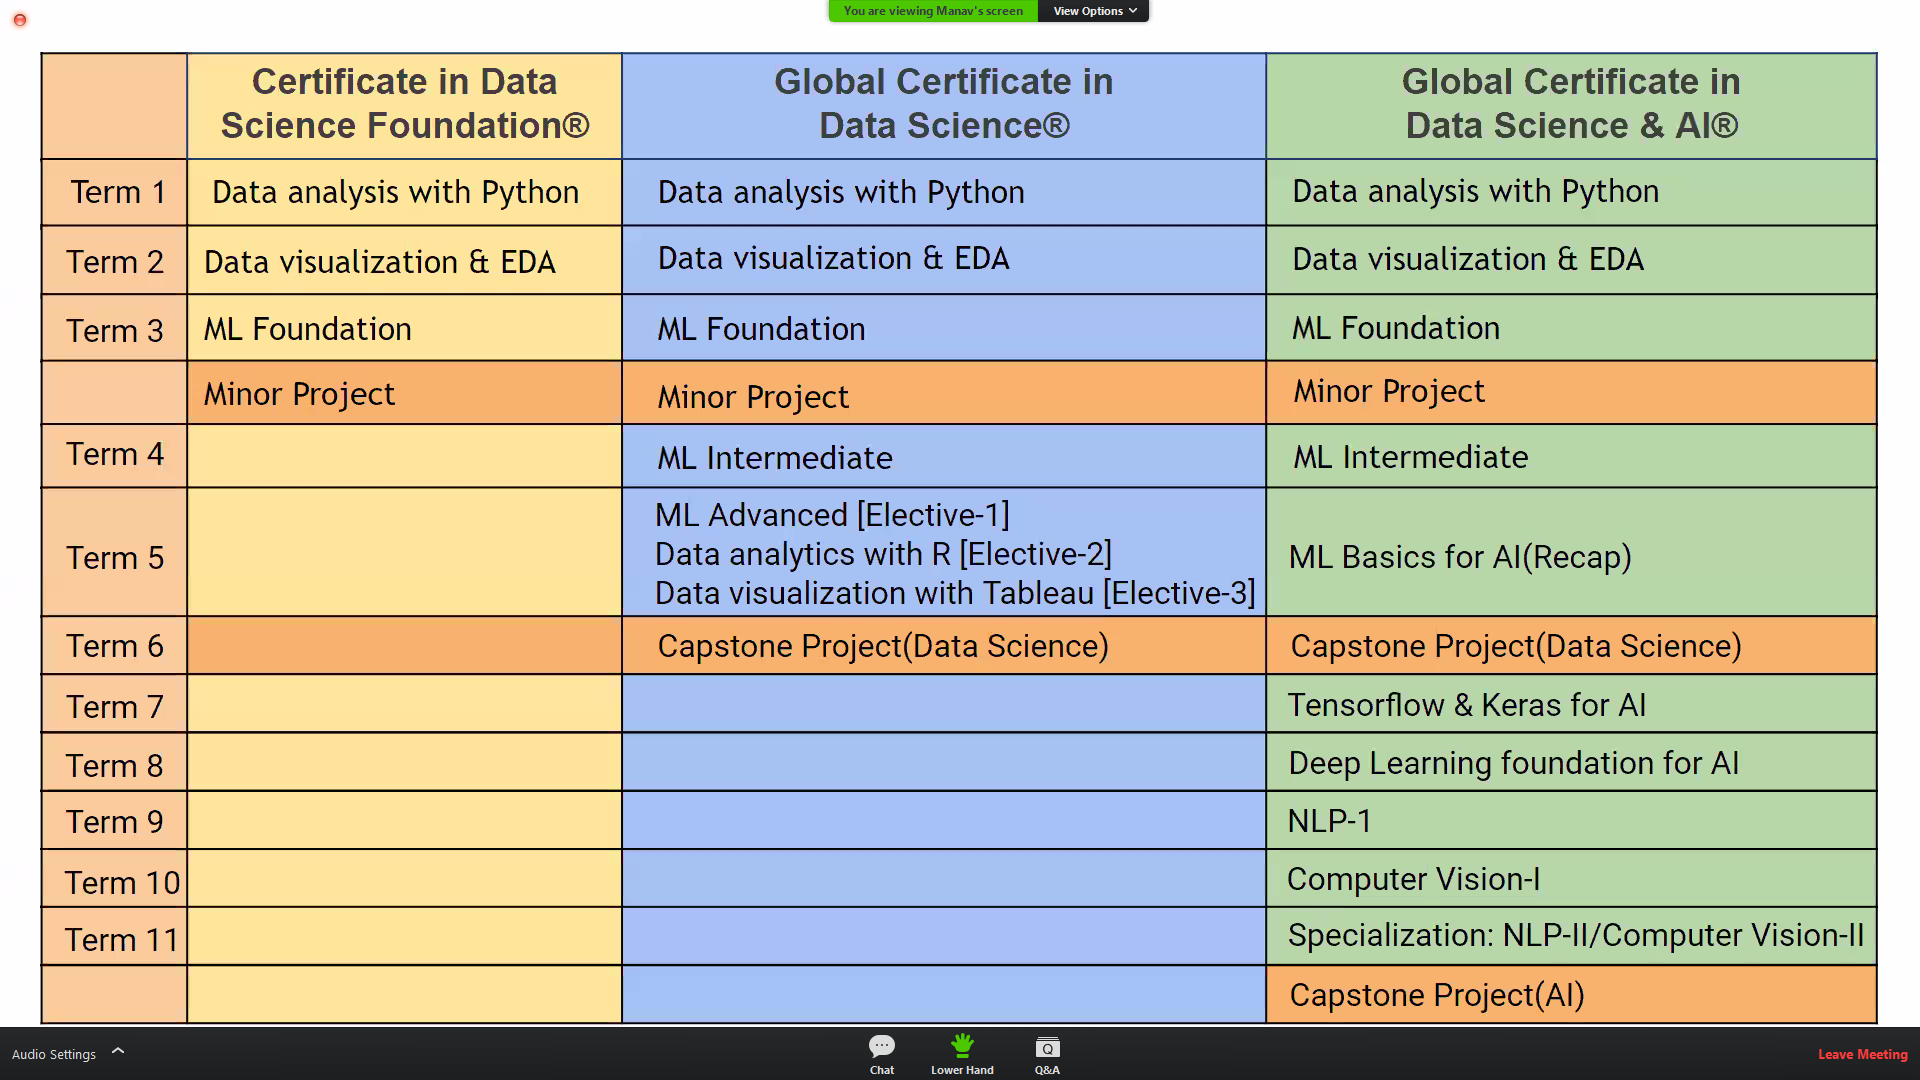 You are viewing Manav's screen
View Options
Certificate in Data
Science Foundation®
Global Certificate in
Data Science®
Global Certificate in
Data Science & AI®
Term 1
Data analysis with Python
Data analysis with Python
Data analysis with Python
Term 2
Data visualization & EDA
Data visualization & EDA
Data visualization & EDA
Term 3
ML Foundation
ML Foundation
ML Foundation
Minor Project
Minor Project
Minor Project
Term 4
ML Intermediate
ML Intermediate
Term 5
ML Advanced [Elective-1]
Data analytics with R [Elective-2]
Data visualization with Tableau [Elective-3]
ML Basics for AI(Recap)
Term 6
Capstone Project(Data Science)
Capstone Project(Data Science)
Term 7
Tensorflow & Keras for AI
Term 8
Deep Learning foundation for AI
Term 9
NLP-1
Term 10
Computer Vision-I
Term 11
Specialization: NLP-II/Computer Vision-II
Capstone Project(AI)
Audio Settings
Chat
Lower Hand
Q
Q&A
Leave Meeting